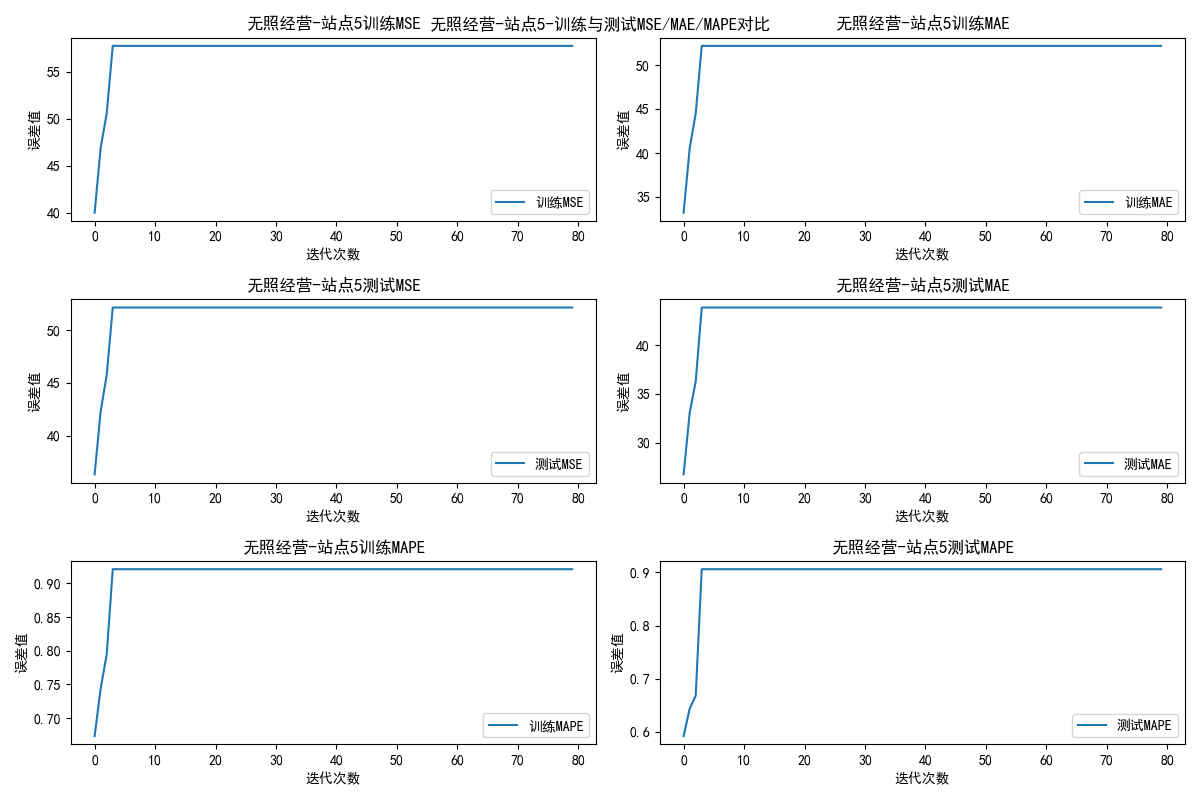 无照经营-站点5-训练与测试MSE/MAE/MAPE对比
无照经营-站点5训练MSE
误差值
55
50
45
40
训练MSE
0 10 20 30 40 50 60 70 80
迭代次数
无照经营-站点5训练MAE
误差值
50
45
40
35
训练MAE
0 10 20 30 40 50 60 70 80
迭代次数
无照经营-站点5测试MSE
误差值
50
45
40
测试MSE
0 10 20 30 40 50 60 70 80
迭代次数
无照经营-站点5测试MAE
误差值
40
35
30
测试MAE
0 10 20 30 40 50 60 70 80
迭代次数
无照经营-站点5训练MAPE
误差值
0.90
0.85
0.80
0.75
0.70
训练MAPE
0 10 20 30 40 50 60 70 80
迭代次数
无照经营-站点5测试MAPE
误差值
0.9
0.8
0.7
0.6
测试MAPE
0 10 20 30 40 50 60 70 80
迭代次数